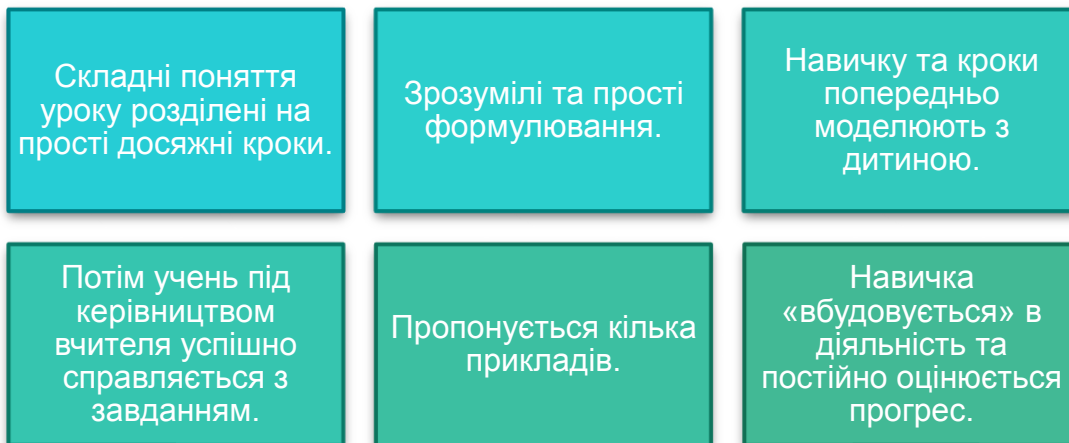 Складні поняття
уроку розділені на
прості досяжні кроки.
Зрозумілі та прості
формулювання.
Навичку та кроки
попередньо
моделюють з
дитиною.
Потім учень під
керівництвом
вчителя успішно
справляється з
завданням.
Пропонується кілька
прикладів.
Навичка
«вбудовується» в
діяльність та
постійно оцінюється
прогрес.